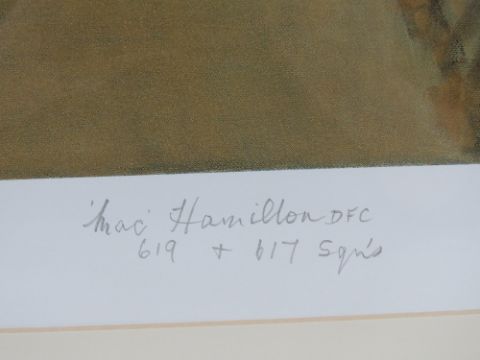 'Mac' Hamilton DFC
619 + 617 Sqn's